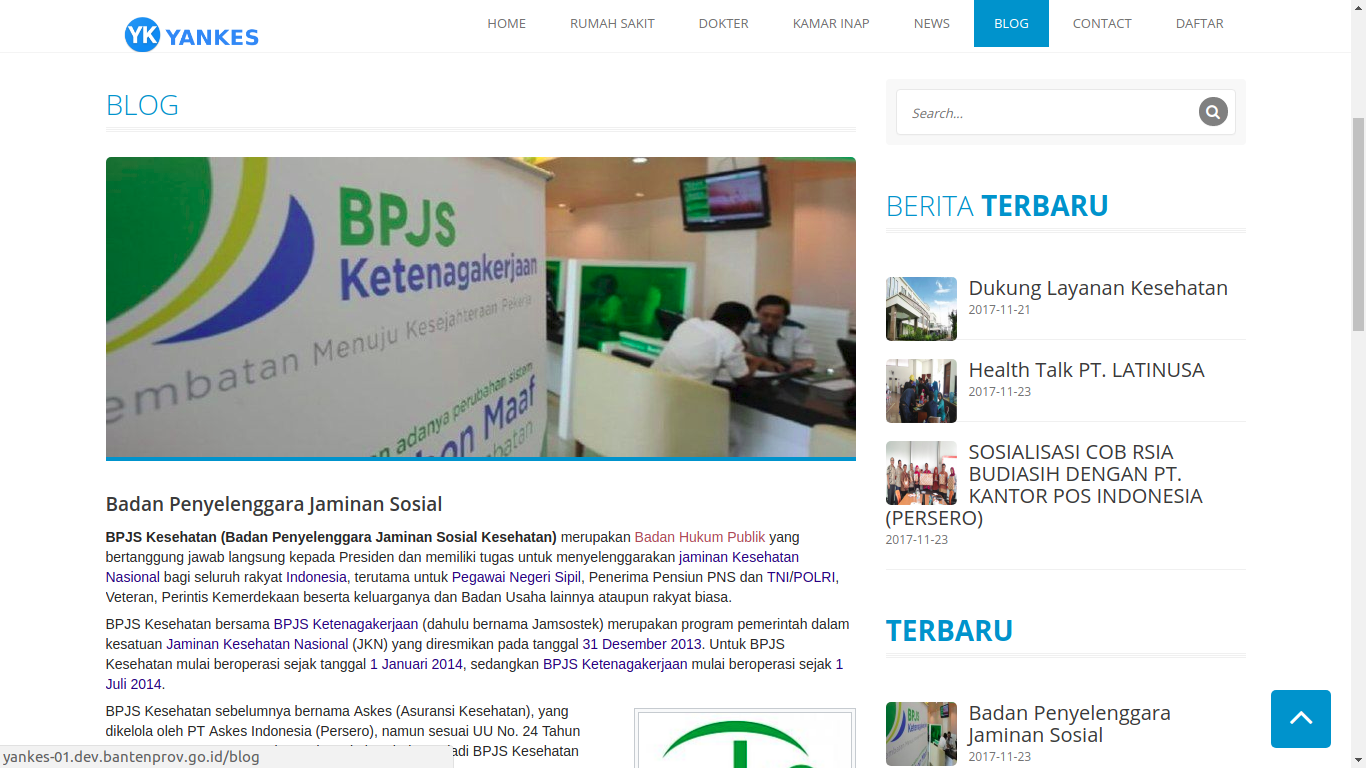 YK YANKES
HOME RUMAH SAKIT DOKTER KAMAR INAP NEWS BLOG CONTACT DAFTAR
BLOG
BPJS
Ketenagakerjaan
embatan Menuju Kesejahteraan Pekerja
n adanya perubahan sistem
on Maaf
embatan
Badan Penyelenggara Jaminan Sosial
BPJS Kesehatan (Badan Penyelenggara Jaminan Sosial Kesehatan) merupakan Badan Hukum Publik yang
bertanggung jawab langsung kepada Presiden dan memiliki tugas untuk menyelenggarakan jaminan Kesehatan
Nasional bagi seluruh rakyat Indonesia, terutama untuk Pegawai Negeri Sipil, Penerima Pensiun PNS dan TNI/POLRI,
Veteran, Perintis Kemerdekaan beserta keluarganya dan Badan Usaha lainnya ataupun rakyat biasa.
BPJS Kesehatan bersama BPJS Ketenagakerjaan (dahulu bernama Jamsostek) merupakan program pemerintah dalam
kesatuan Jaminan Kesehatan Nasional (JKN) yang diresmikan pada tanggal 31 Desember 2013. Untuk BPJS
Kesehatan mulai beroperasi sejak tanggal 1 Januari 2014, sedangkan BPJS Ketenagakerjaan mulai beroperasi sejak 1
Juli 2014.
BPJS Kesehatan sebelumnya bernama Askes (Asuransi Kesehatan), yang
dikelola oleh PT Askes Indonesia (Persero), namun sesuai UU No. 24 Tahun
adi BPJS Kesehatan
yankes-01.dev.bantenprov.go.id/blog
Search...
BERITA TERBARU
Dukung Layanan Kesehatan
2017-11-21
Health Talk PT. LATINUSA
2017-11-23
SOSIALISASI COB RSIA
BUDIASIH DENGAN PT.
KANTOR POS INDONESIA
(PERSERO)
2017-11-23
TERBARU
Badan Penyelenggara
Jaminan Sosial
2017-11-23